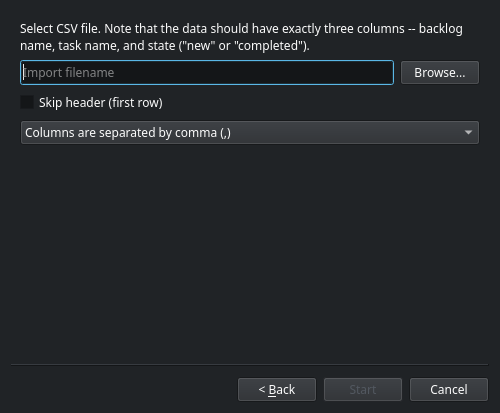 Select CSV file. Note that the data should have exactly three columns -- backlog
name, task name, and state ("new" or "completed").
Import filename
Browse...
Skip header (first row)
Columns are separated by comma (,)
< Back
Start
Cancel